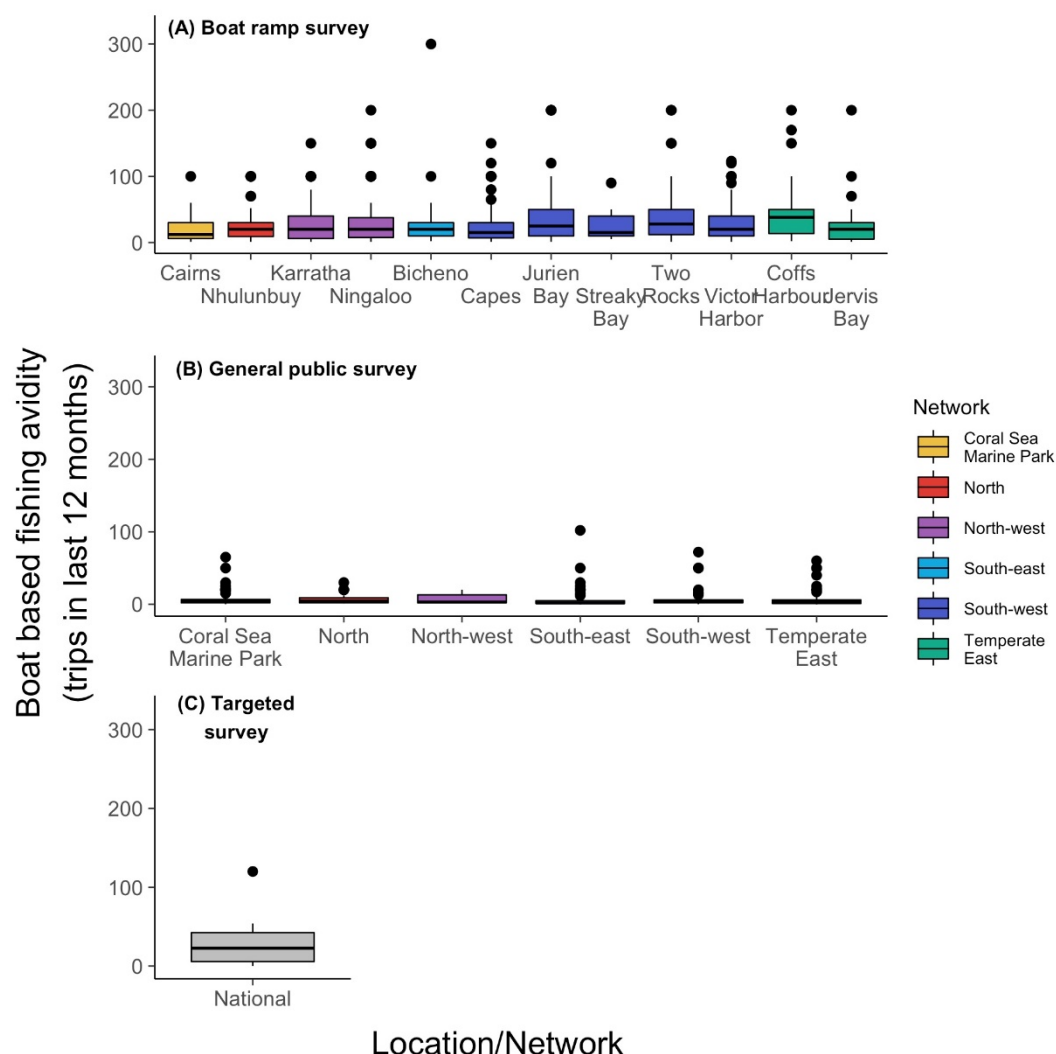 (A) Boat ramp survey
300
200
100
0
Cairns Karratha Bicheno Jurien Two Coffs
Nhulunbuy Ningaloo Capes Bay Streaky Rocks Victor Harbour Jervis
Bay Harbor Bay
Boat based fishing avidity
(trips in last 12 months)
(B) General public survey
300
200
100
0
Coral Sea North North-west South-east South-west Temperate
Marine Park East
Network
Coral Sea
Marine Park
North
North-west
South-east
South-west
Temperate
East
(C) Targeted
survey
300
200
100
0
National
Location/Network